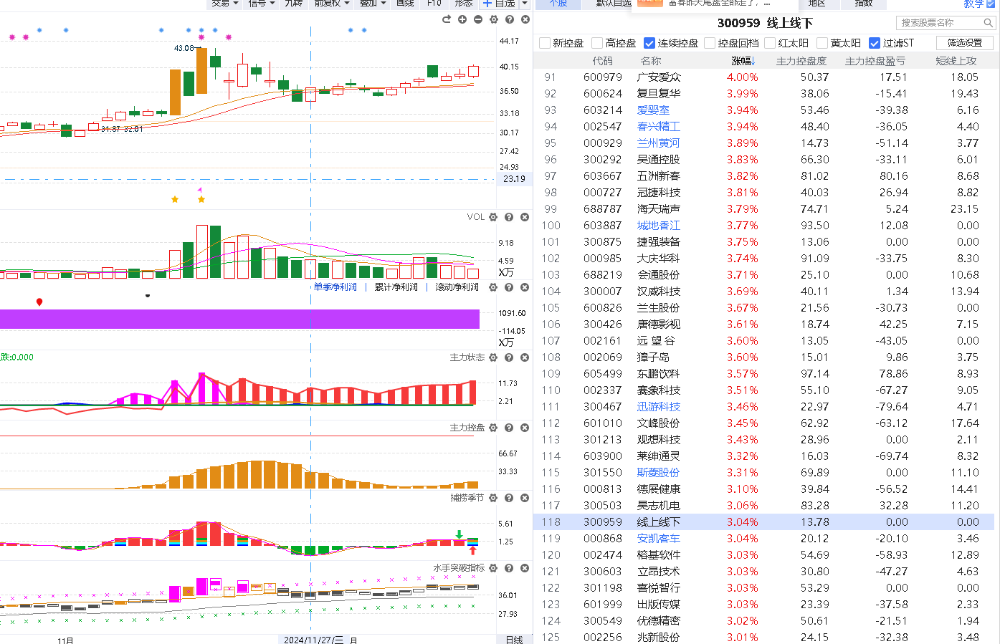 交易 信号 九转 前复权 叠加 画线 F10 形态 自选
43.08
31.87 32.01
44.17
40.15
36.50
33.18
30.17
27.42
24.93
23.19
VOL
9.18
4.59
X万
单季净利润 | 累计净利润 | 滚动净利润
1091.60
-114.05
X万
跌:0.000
主力状态
11.73
2.21
主力控盘
66.67
33.33
捕捞季节
5.61
1.25
水手突破指标
36.01
27.93
11月 2024/11/27/三 月 日线
个股 默认自选 地区 指数 教学
300959 线上线下 搜索股票名称
新控盘 高控盘 连续控盘 控盘回档 红太阳 黄太阳 过滤ST 筛选设置
代码 名称 涨幅↓ 主力控盘度 主力控盘盈亏 短线上攻
91 600979 广安爱众 4.00% 50.37 17.51 18.05
92 600624 复旦复华 3.99% 38.06 -15.41 19.43
93 603214 爱婴室 3.94% 53.46 -39.38 6.16
94 002547 春兴精工 3.94% 48.40 -36.05 4.40
95 000929 兰州黄河 3.89% 14.73 -51.14 3.77
96 300292 吴通控股 3.83% 66.30 -33.11 6.01
97 603667 五洲新春 3.82% 81.02 80.16 8.68
98 000727 冠捷科技 3.81% 40.03 26.94 8.82
99 688787 海天瑞声 3.79% 74.71 5.24 23.15
100 603887 城地香江 3.77% 93.50 12.08 0.00
101 300875 捷强装备 3.75% 13.06 0.00 0.00
102 000985 大庆华科 3.74% 91.09 -33.75 8.30
103 688219 会通股份 3.71% 25.10 0.00 10.68
104 300007 汉威科技 3.69% 40.11 1.34 13.94
105 600826 兰生股份 3.67% 21.56 -30.73 0.00
106 300426 唐德影视 3.61% 18.74 42.25 7.15
107 002161 远 望 谷 3.60% 13.05 -43.05 0.00
108 002069 獐子岛 3.60% 15.01 9.86 3.75
109 605499 东鹏饮料 3.57% 97.14 78.86 8.93
110 002337 赛象科技 3.51% 55.10 -67.27 9.05
111 300467 迅游科技 3.46% 22.97 -79.64 4.71
112 601010 文峰股份 3.45% 62.92 -63.12 17.64
113 301213 观想科技 3.43% 28.96 0.00 2.11
114 603900 莱绅通灵 3.32% 16.03 -69.74 8.32
115 301550 斯菱股份 3.31% 69.89 0.00 11.10
116 000813 德展健康 3.10% 39.84 -56.52 14.41
117 300503 昊志机电 3.06% 83.28 32.28 11.20
118 300959 线上线下 3.04% 13.78 0.00 0.00
119 000868 安凯客车 3.04% 20.12 -20.10 3.46
120 002474 榕基软件 3.03% 54.69 -58.93 12.89
121 300603 立昂技术 3.03% 30.80 -47.27 4.63
122 301198 喜悦智行 3.03% 53.29 0.00 0.00
123 601999 出版传媒 3.03% 23.39 -37.58 2.33
124 300549 优德精密 3.02% 50.61 -21.51 1.94
125 002256 兆新股份 3.01% 24.15 -32.38 3.48